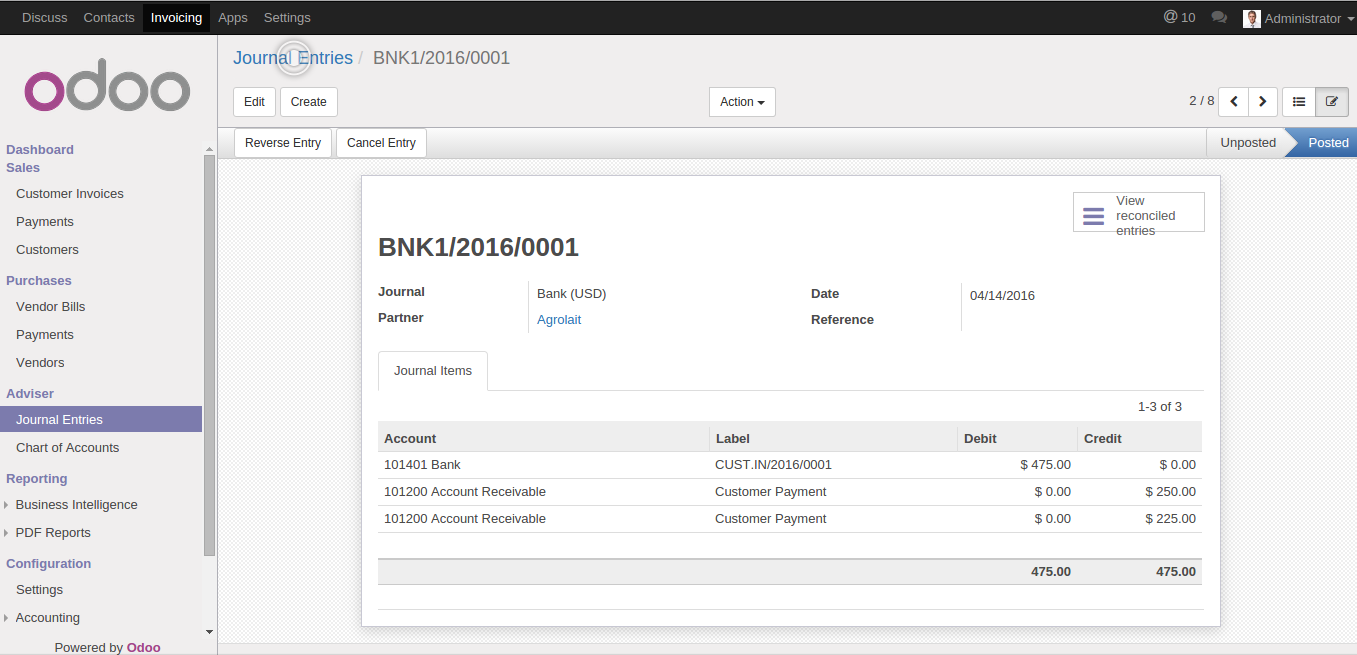 Discuss Contacts Invoicing Apps Settings @ 10 Administrator
odoo
Journal Entries / BNK1/2016/0001
Edit Create Action 2 / 8
Reverse Entry Cancel Entry Unposted Posted
Dashboard
Sales
Customer Invoices
Payments
Customers
Purchases
Vendor Bills
Payments
Vendors
Adviser
Journal Entries
Chart of Accounts
Reporting
Business Intelligence
PDF Reports
Configuration
Settings
Accounting
Powered by Odoo
View
reconciled
entries
BNK1/2016/0001
Journal Bank (USD) Date 04/14/2016
Partner Agrolait Reference
Journal Items
1-3 of 3
Account Label Debit Credit
101401 Bank CUST.IN/2016/0001 $ 475.00 $ 0.00
101200 Account Receivable Customer Payment $ 0.00 $ 250.00
101200 Account Receivable Customer Payment $ 0.00 $ 225.00
475.00 475.00